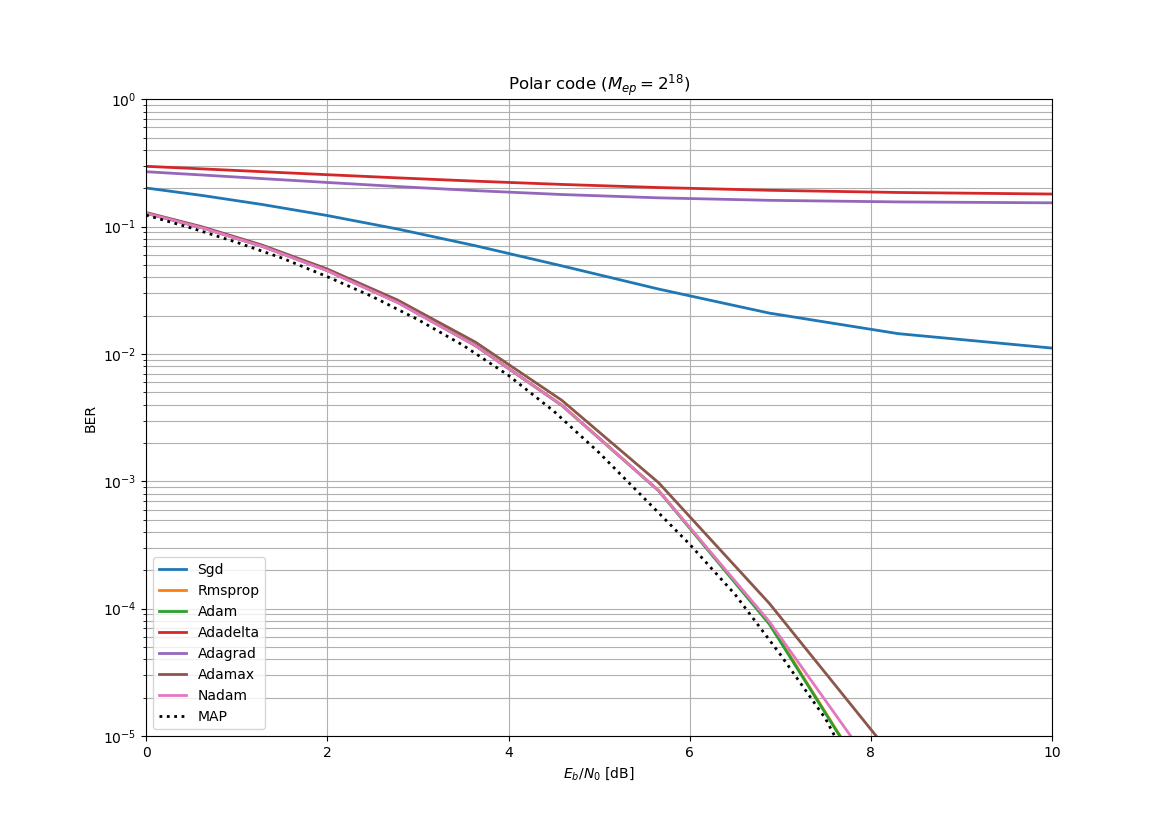 Polar code (M_ep = 2^18)
10^0
10^-1
10^-2
10^-3
10^-4
10^-5
BER
Sgd
Rmsprop
Adam
Adadelta
Adagrad
Adamax
Nadam
MAP
0 2 4 6 8 10
E_b/N_0 [dB]